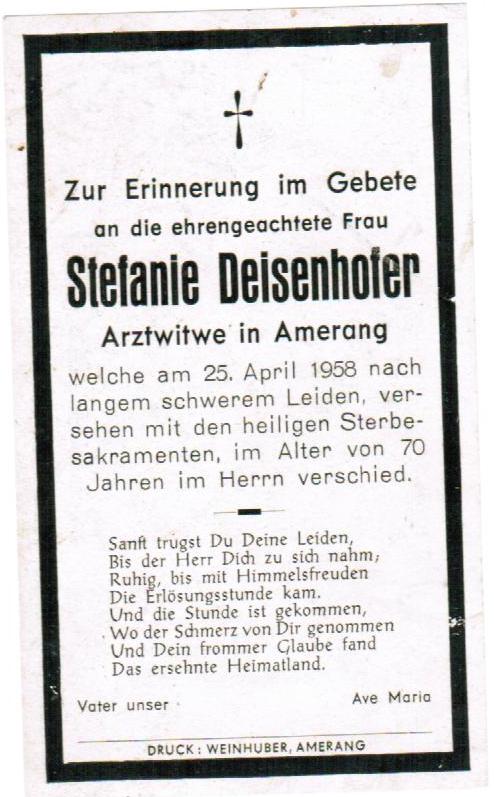 Zur Erinnerung im Gebete
an die ehrengeachtete Frau
Stefanie Deisenhofer
Arztwitwe in Amerang
welche am 25. April 1958 nach
langem schwerem Leiden, ver-
sehen mit den heiligen Sterbe-
sakramenten, im Alter von 70
Jahren im Herrn verschied.
Sanft trugst Du Deine Leiden,
Bis der Herr Dich zu sich nahm;
Ruhig, bis mit Himmelsfreuden
Die Erlösungsstunde kam.
Und die Stunde ist gekommen,
Wo der Schmerz von Dir genommen
Und Dein frommer Glaube fand
Das ersehnte Heimatland.
Vater unser Ave Maria
DRUCK: WEINHUBER, AMERANG